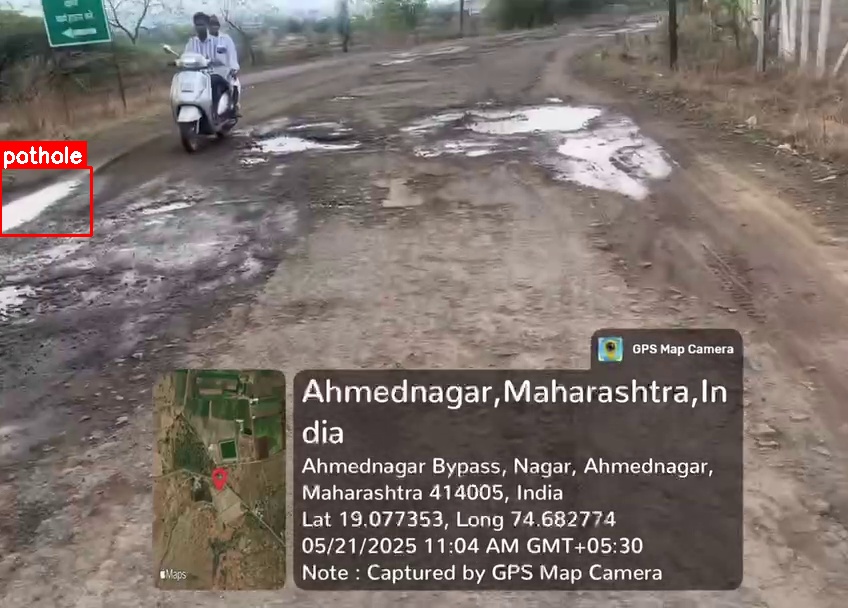 pothole
GPS Map Camera
Ahmednagar,Maharashtra,In
dia
Ahmednagar Bypass, Nagar, Ahmednagar,
Maharashtra 414005, India
Lat 19.077353, Long 74.682774
05/21/2025 11:04 AM GMT+05:30
Note : Captured by GPS Map Camera
Maps